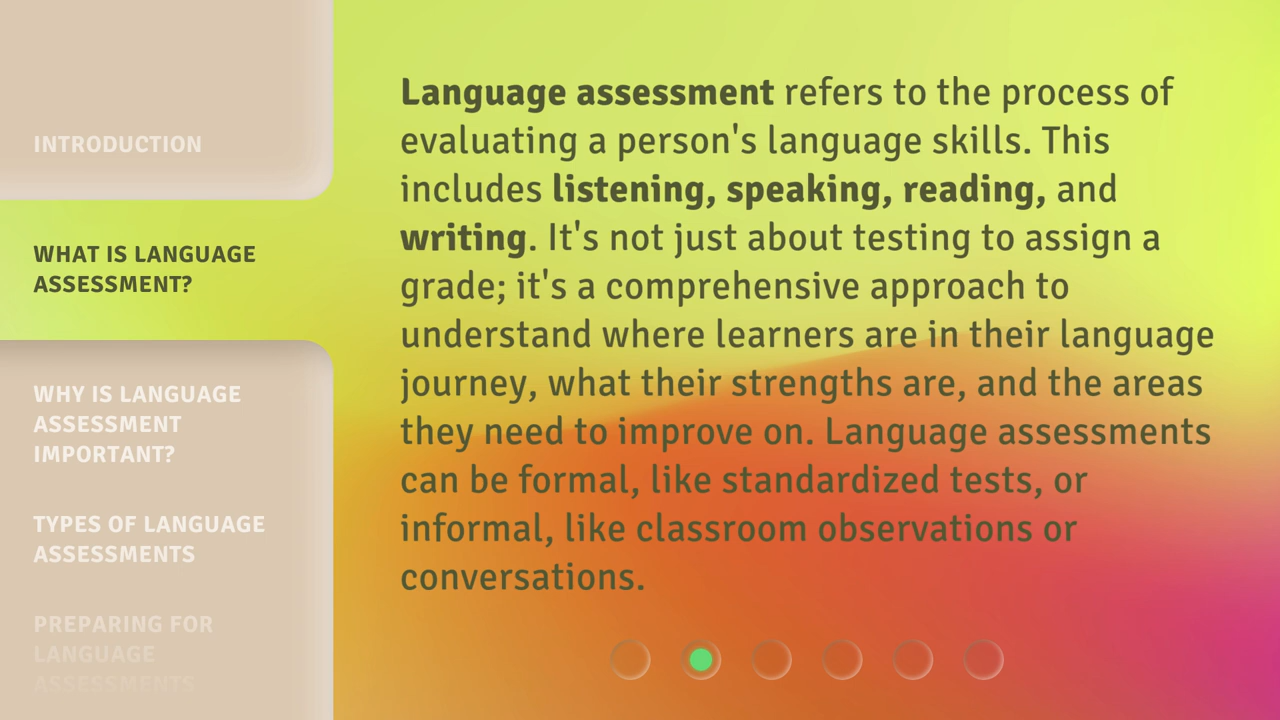 INTRODUCTION
WHAT IS LANGUAGE
ASSESSMENT?
WHY IS LANGUAGE
ASSESSMENT
IMPORTANT?
TYPES OF LANGUAGE
ASSESSMENTS
PREPARING FOR
LANGUAGE
ASSESSMENTS
Language assessment refers to the process of
evaluating a person's language skills. This
includes listening, speaking, reading, and
writing. It's not just about testing to assign a
grade; it's a comprehensive approach to
understand where learners are in their language
journey, what their strengths are, and the areas
they need to improve on. Language assessments
can be formal, like standardized tests, or
informal, like classroom observations or
conversations.